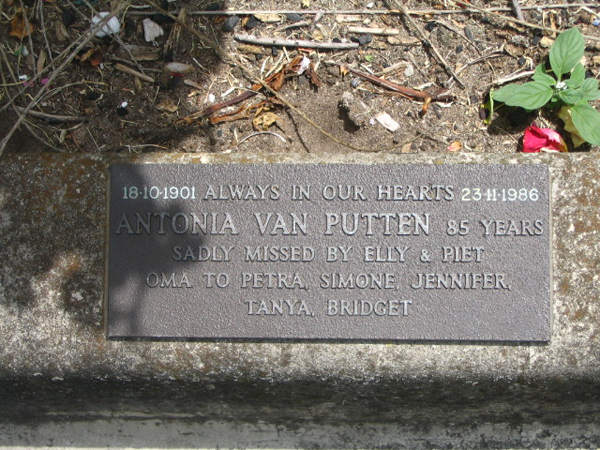 18·10·1901 ALWAYS IN OUR HEARTS 23·11·1986
ANTONIA VAN PUTTEN 85 YEARS
SADLY MISSED BY ELLY & PIET
OMA TO PETRA, SIMONE, JENNIFER,
TANYA, BRIDGET